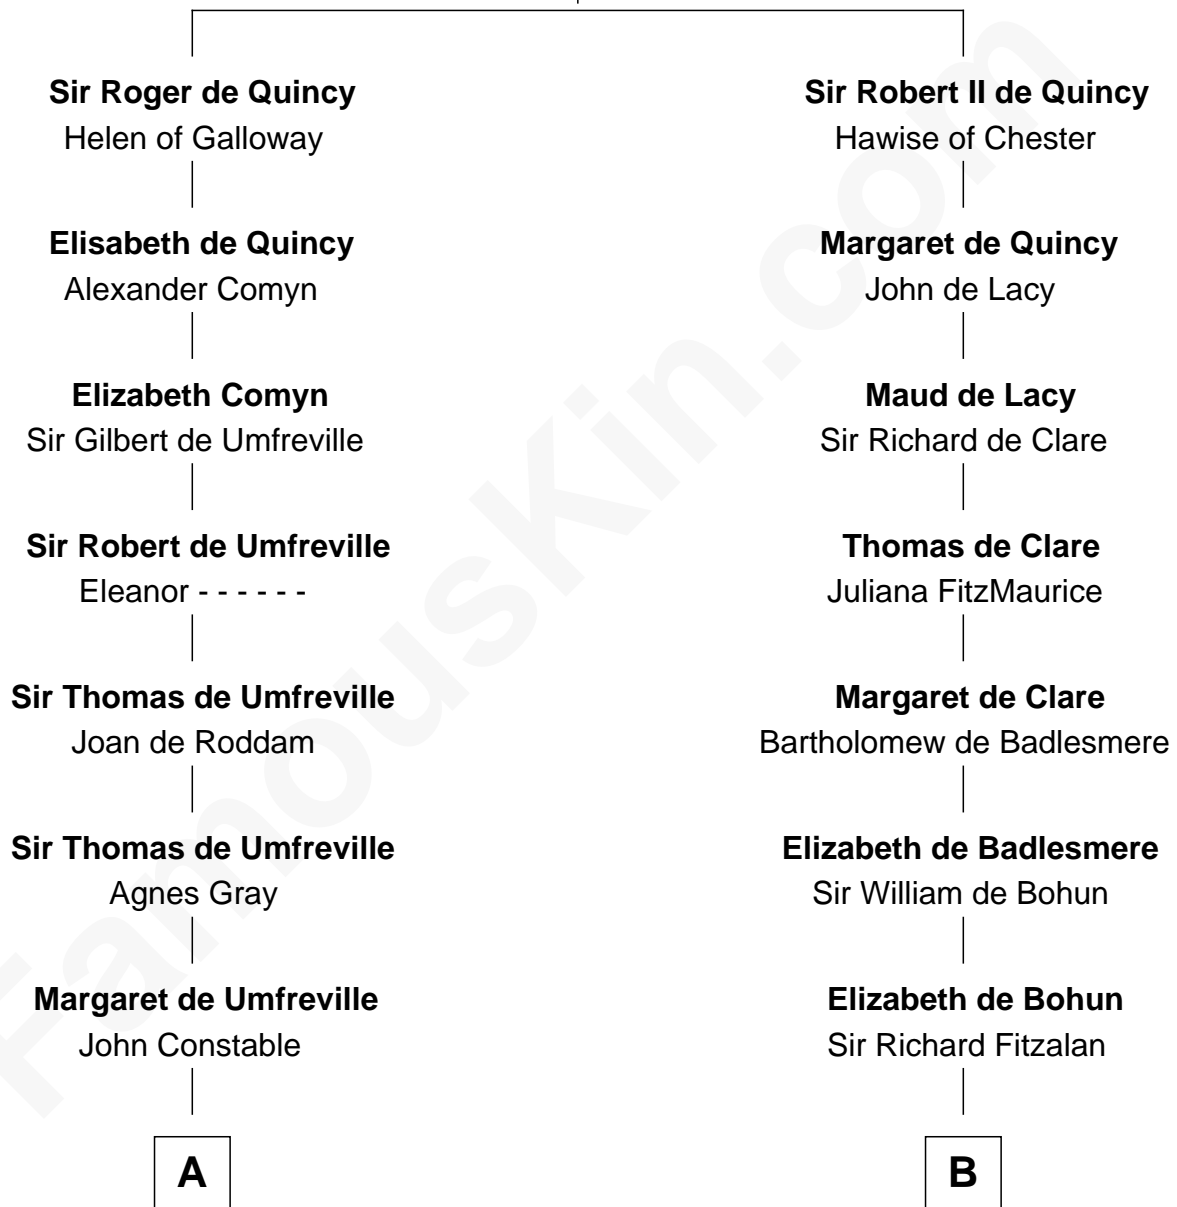 Sir Roger de Quincy
Helen of Galloway
Elisabeth de Quincy
Alexander Comyn
Elizabeth Comyn
Sir Gilbert de Umfreville
Sir Robert de Umfreville
Eleanor - - - - - -
Sir Thomas de Umfreville
Joan de Roddam
Sir Thomas de Umfreville
Agnes Gray
Margaret de Umfreville
John Constable
A
Sir Robert II de Quincy
Hawise of Chester
Margaret de Quincy
John de Lacy
Maud de Lacy
Sir Richard de Clare
Thomas de Clare
Juliana FitzMaurice
Margaret de Clare
Bartholomew de Badlesmere
Elizabeth de Badlesmere
Sir William de Bohun
Elizabeth de Bohun
Sir Richard Fitzalan
B
FamousKin.com